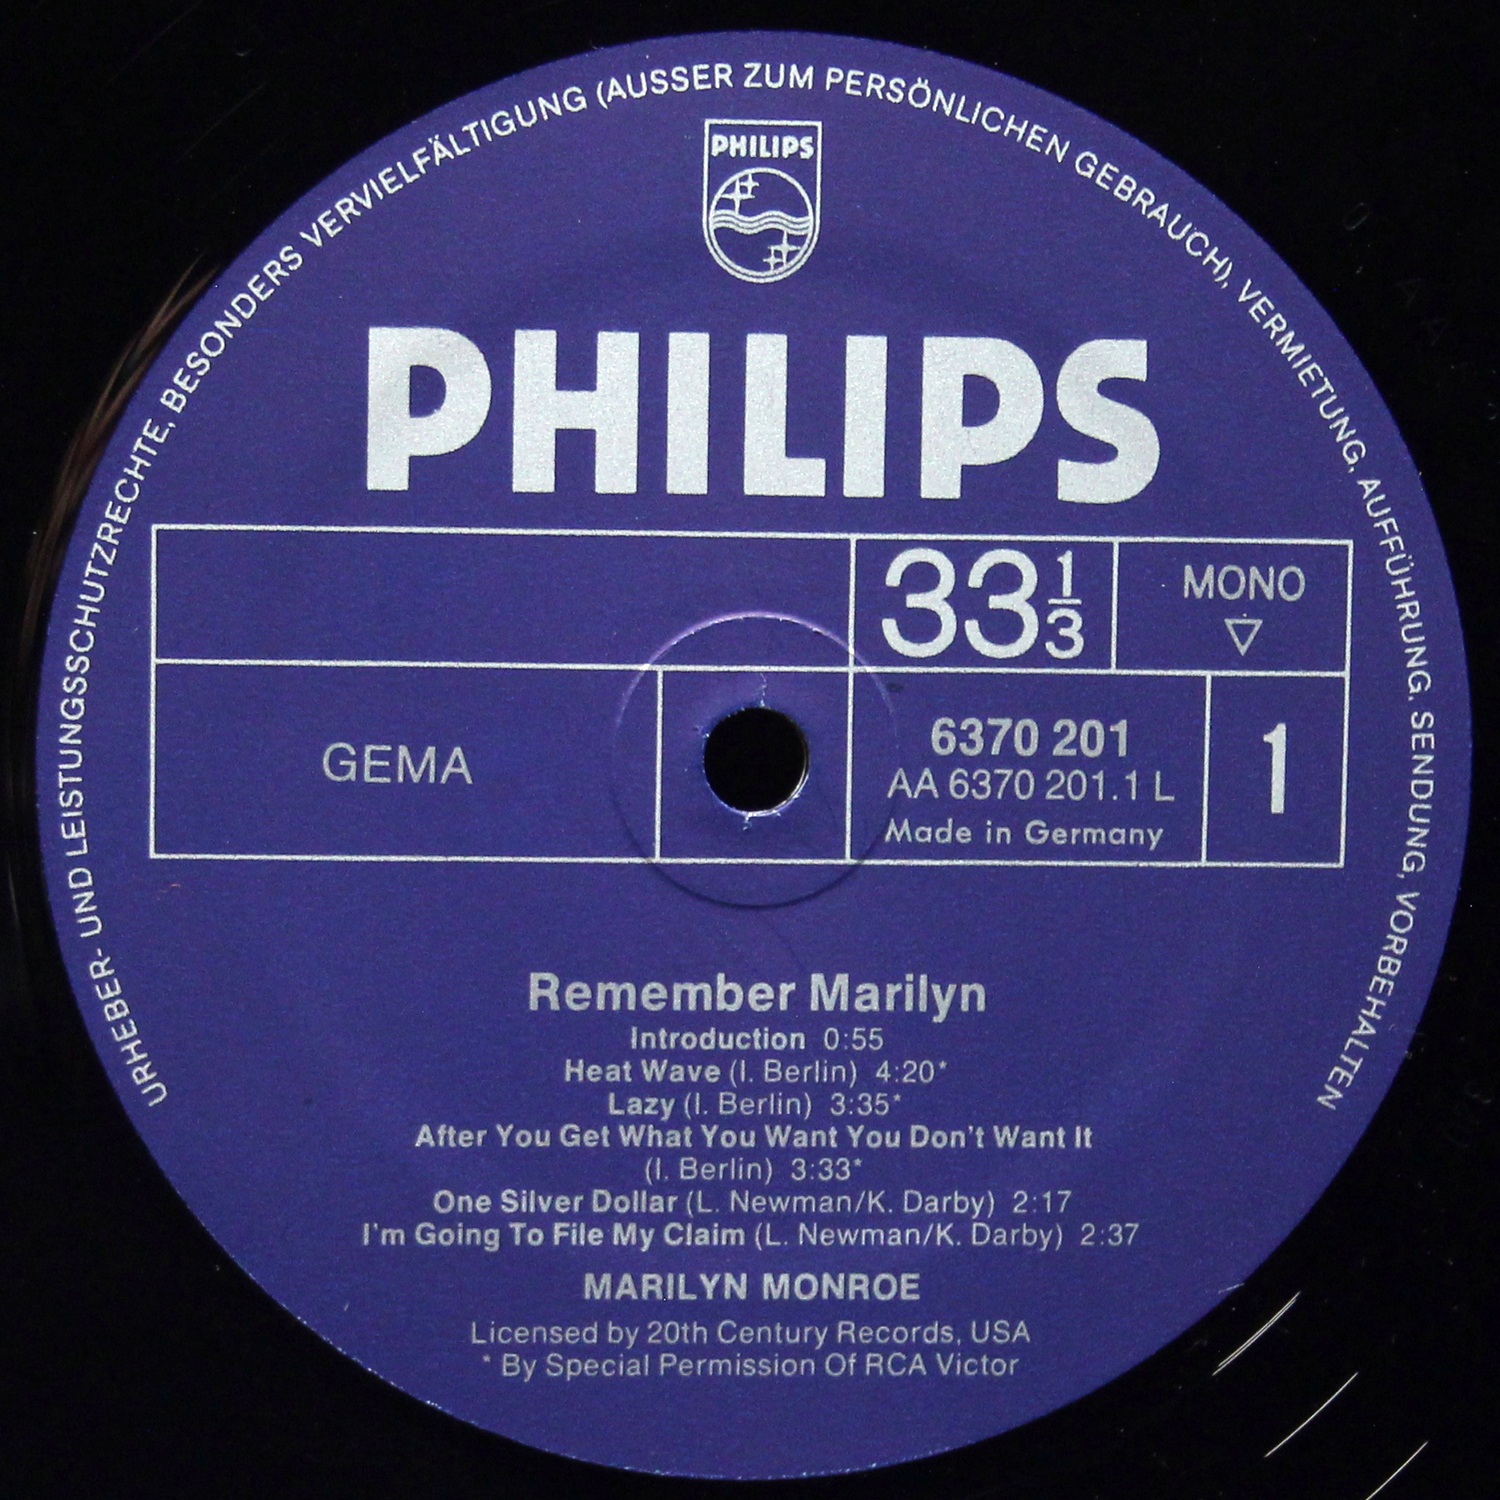 URHEBER- UND LEISTUNGSSCHUTZRECHTE, BESONDERS VERVIELFÄLTIGUNG (AUSSER ZUM PERSÖNLICHEN GEBRAUCH), VERMIETUNG, AUFFÜHRUNG, SENDUNG, VORBEHALTEN
PHILIPS
PHILIPS
33 1/3
MONO
GEMA
6370 201
AA 6370 201.1 L
Made in Germany
1
Remember Marilyn
Introduction 0:55
Heat Wave (I. Berlin) 4:20*
Lazy (I. Berlin) 3:35*
After You Get What You Want You Don't Want It
(I. Berlin) 3:33*
One Silver Dollar (L. Newman/K. Darby) 2:17
I'm Going To File My Claim (L. Newman/K. Darby) 2:37
MARILYN MONROE
Licensed by 20th Century Records, USA
* By Special Permission Of RCA Victor